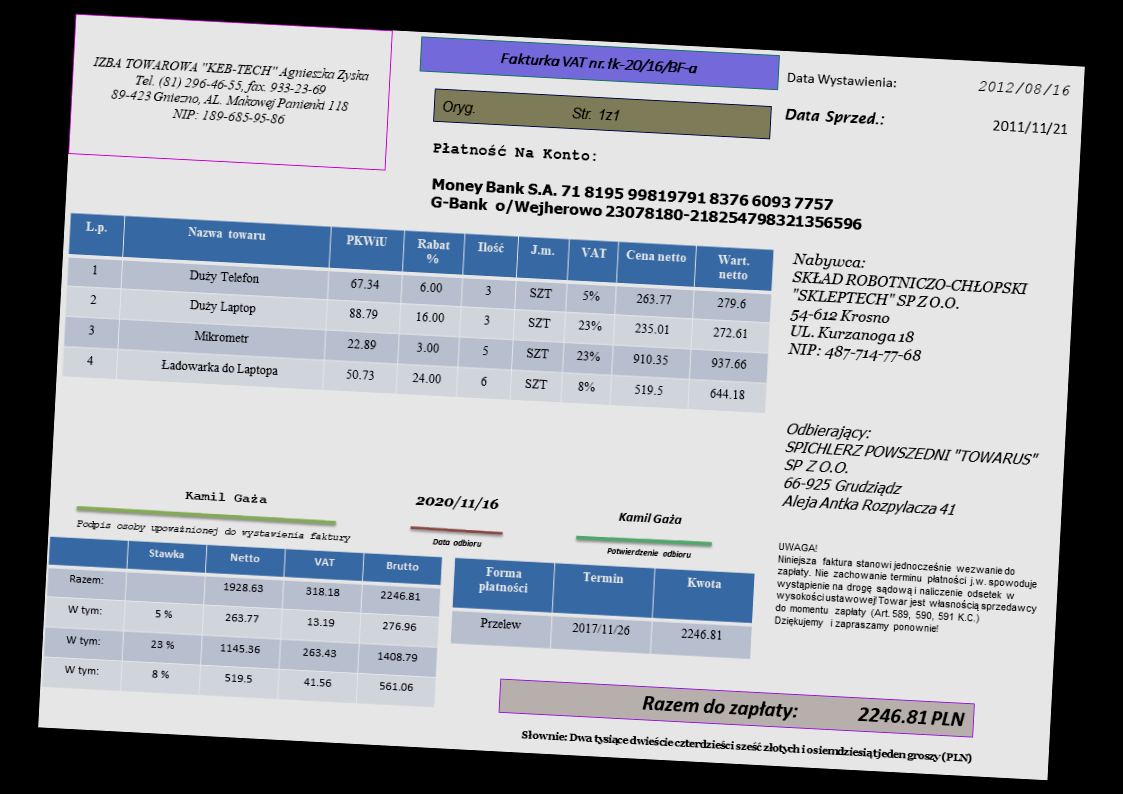 IZBA TOWAROWA "KEB-TECH" Agnieszka Zyska
Tel. (81) 296-46-55, fax. 933-23-69
89-423 Gniezno, AL. Makowej Panienki 118
NIP: 189-685-95-86
Fakturka VAT nr. łk-20/16/BF-a
Oryg. Str. 1z1
Data Wystawienia: 2012/08/16
Data Sprzed.: 2011/11/21
Płatność Na Konto:
Money Bank S.A. 71 8195 99819791 8376 6093 7757
G-Bank o/Wejherowo 23078180-218254798321356596
L.p. Nazwa towaru PKWiU Rabat % Ilość J.m. VAT Cena netto Wart. netto
1 Duży Telefon 67.34 6.00 3 SZT 5% 263.77 279.6
2 Duży Laptop 88.79 16.00 3 SZT 23% 235.01 272.61
3 Mikrometr 22.89 3.00 5 SZT 23% 910.35 937.66
4 Ładowarka do Laptopa 50.73 24.00 6 SZT 8% 519.5 644.18
Nabywca:
SKŁAD ROBOTNICZO-CHŁOPSKI
"SKLEPTECH" SP Z O.O.
54-612 Krosno
UL. Kurzanoga 18
NIP: 487-714-77-68
Odbierający:
SPICHLERZ POWSZEDNI "TOWARUS"
SP Z O.O.
66-925 Grudziądz
Aleja Antka Rozpylacza 41
Kamil Gaża
Podpis osoby upoważnionej do wystawienia faktury
2020/11/16
Data odbioru
Kamil Gaża
Potwierdzenie odbioru
Stawka Netto VAT Brutto
Razem: 1928.63 318.18 2246.81
W tym: 5 % 263.77 13.19 276.96
W tym: 23 % 1145.36 263.43 1408.79
W tym: 8 % 519.5 41.56 561.06
Forma płatności Termin Kwota
Przelew 2017/11/26 2246.81
UWAGA!
Niniejsza faktura stanowi jednocześnie wezwanie do
zapłaty. Nie zachowanie terminu płatności j.w. spowoduje
wystąpienie na drogę sądową i naliczenie odsetek w
wysokości ustawowej! Towar jest własnością sprzedawcy
do momentu zapłaty (Art. 589, 590, 591 K.C.)
Dziękujemy i zapraszamy ponownie!
Razem do zapłaty: 2246.81 PLN
Słownie: Dwa tysiące dwieście czterdzieści sześć złotych i osiemdziesiąt jeden groszy (PLN)